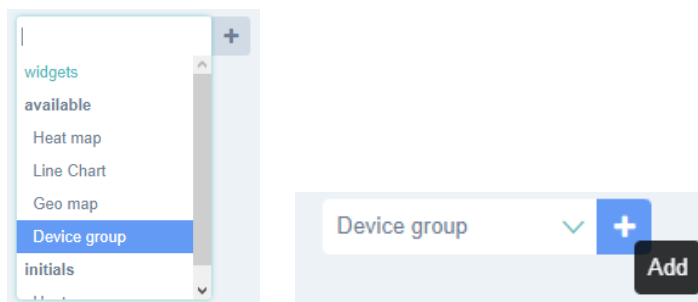 +
widgets
available
Heat map
Line Chart
Geo map
Device group
initials
Device group
+
Add